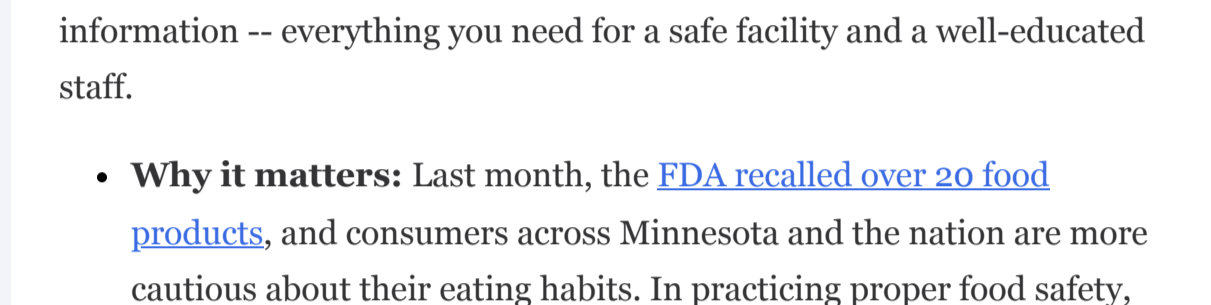 information -- everything you need for a safe facility and a well-educated
staff.
• Why it matters: Last month, the FDA recalled over 20 food
products, and consumers across Minnesota and the nation are more
cautious about their eating habits. In practicing proper food safety,